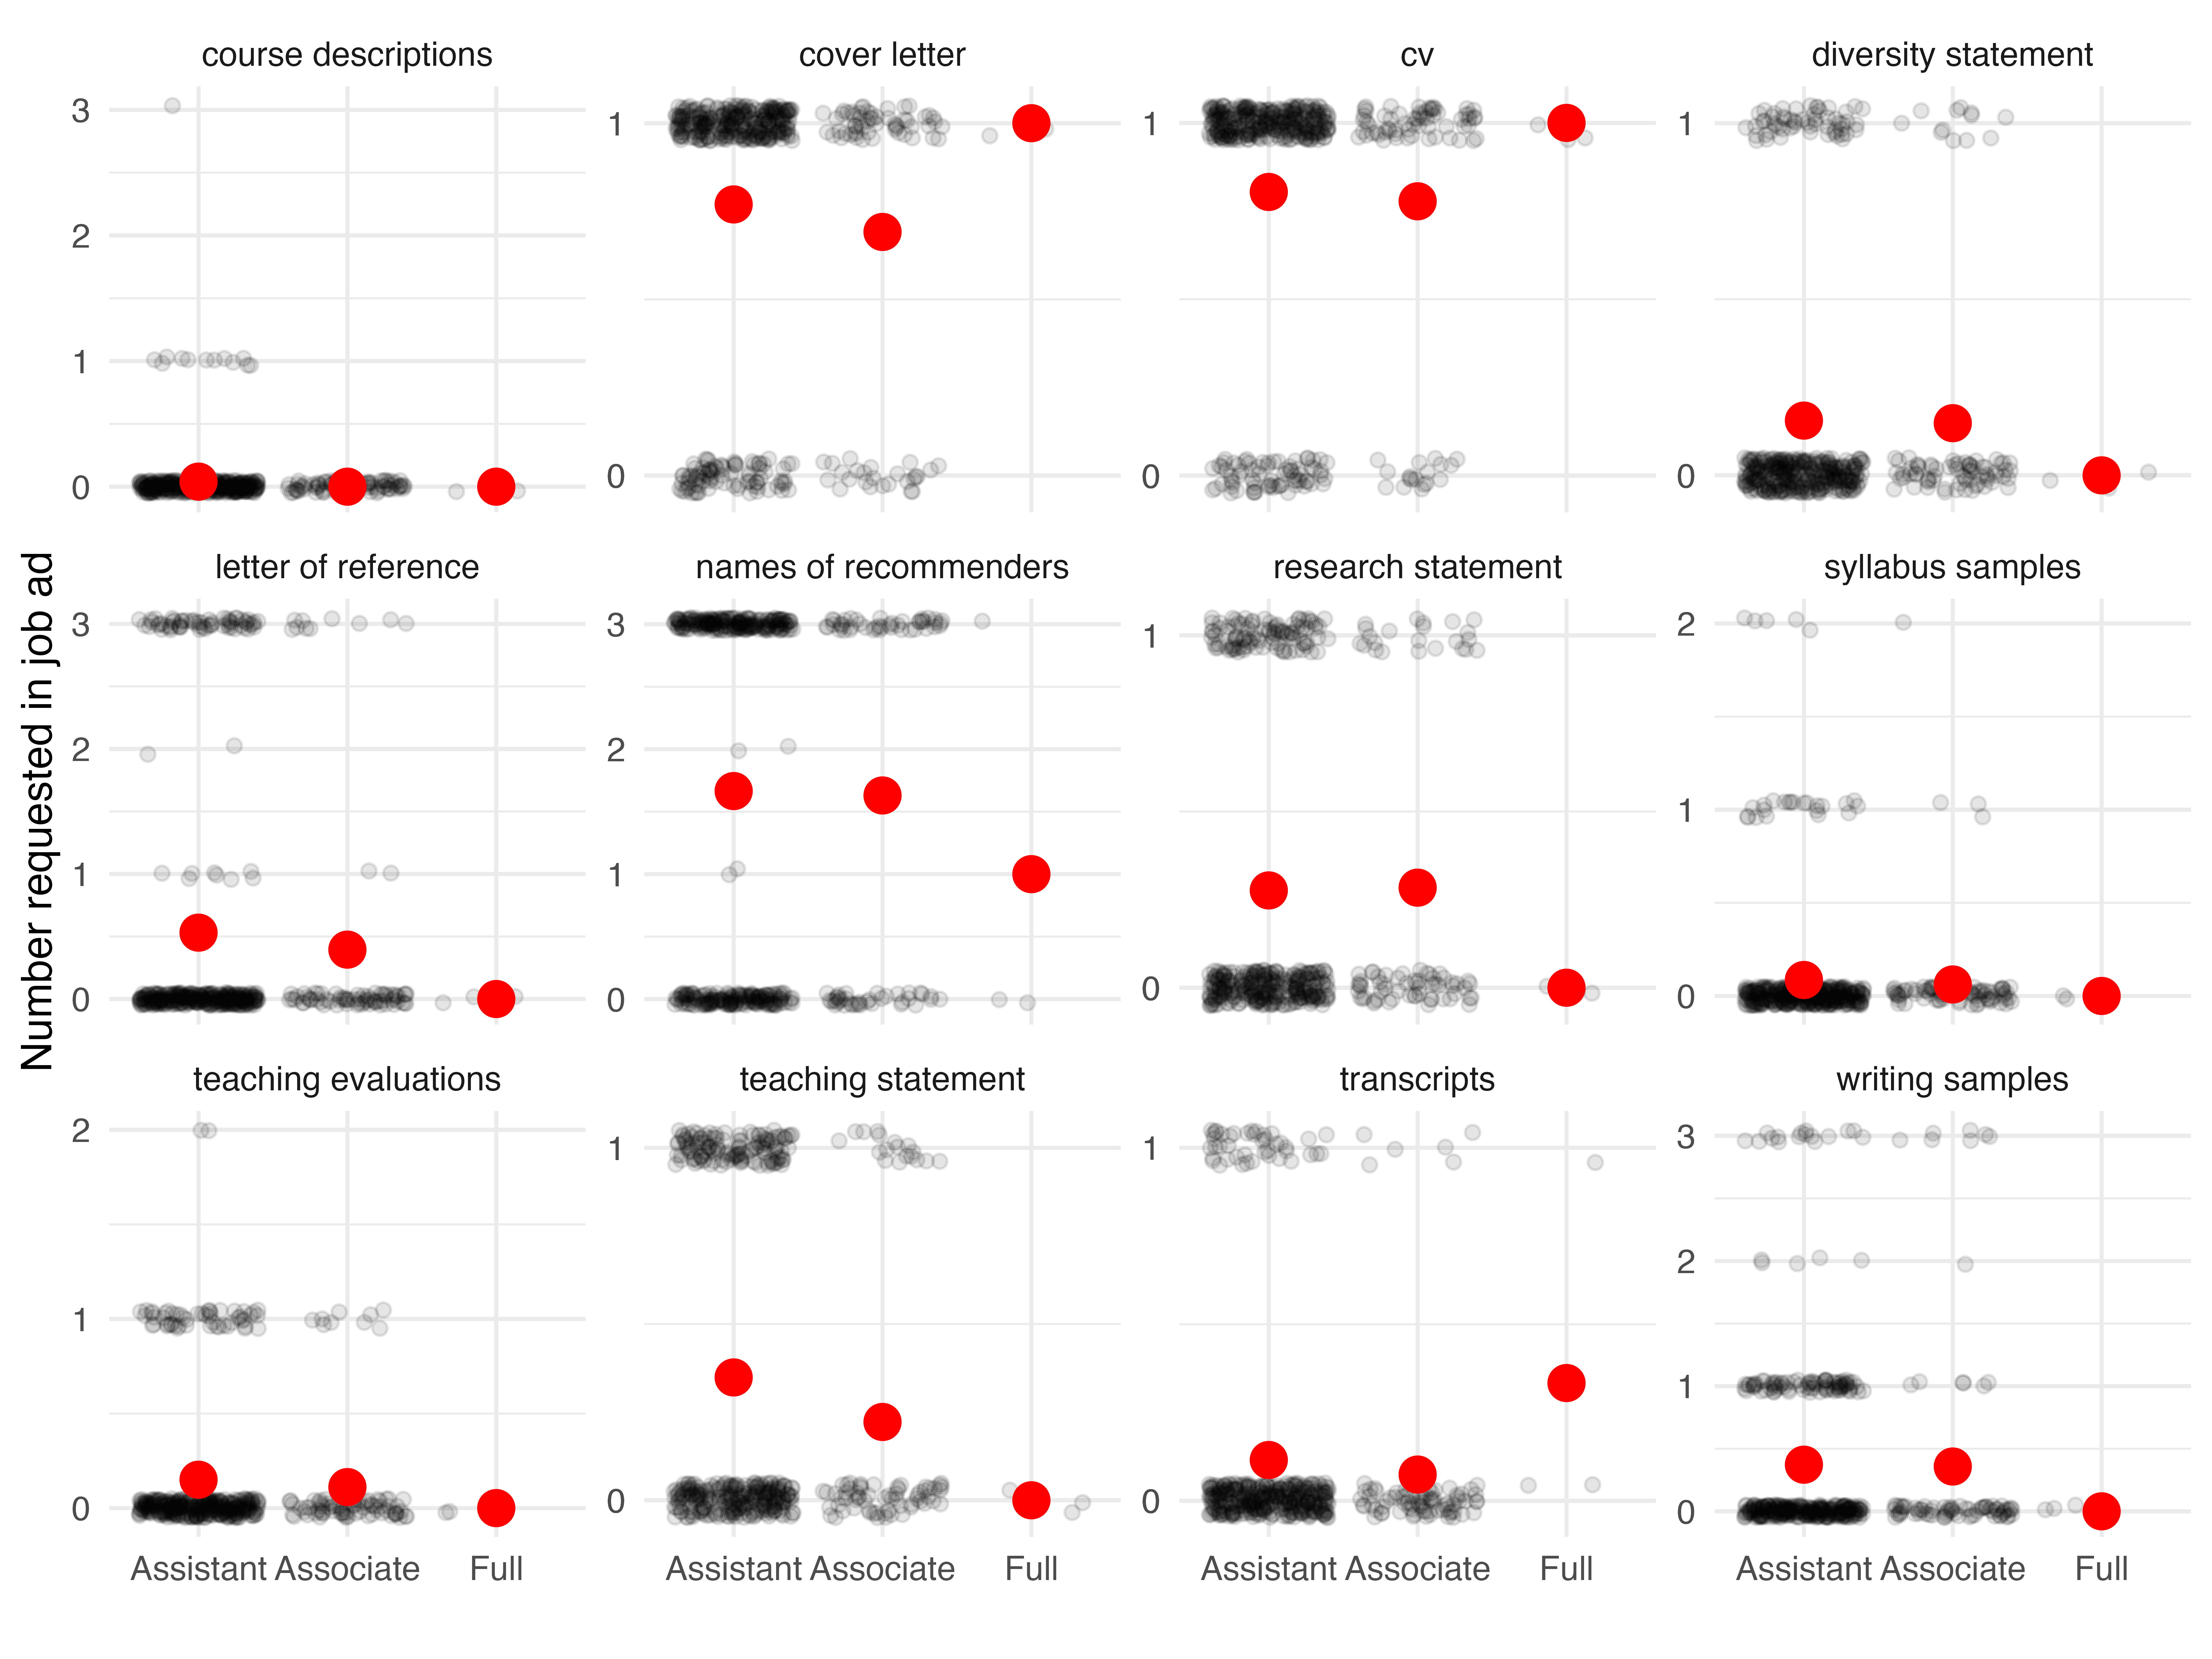 course descriptions
cover letter
cv
diversity statement
3
2
1
0
1
0
1
0
1
0
Number requested in job ad
letter of reference
names of recommenders
research statement
syllabus samples
3
2
1
0
3
2
1
0
1
0
2
1
0
teaching evaluations
teaching statement
transcripts
writing samples
2
1
0
1
0
1
0
3
2
1
0
Assistant Associate Full
Assistant Associate Full
Assistant Associate Full
Assistant Associate Full